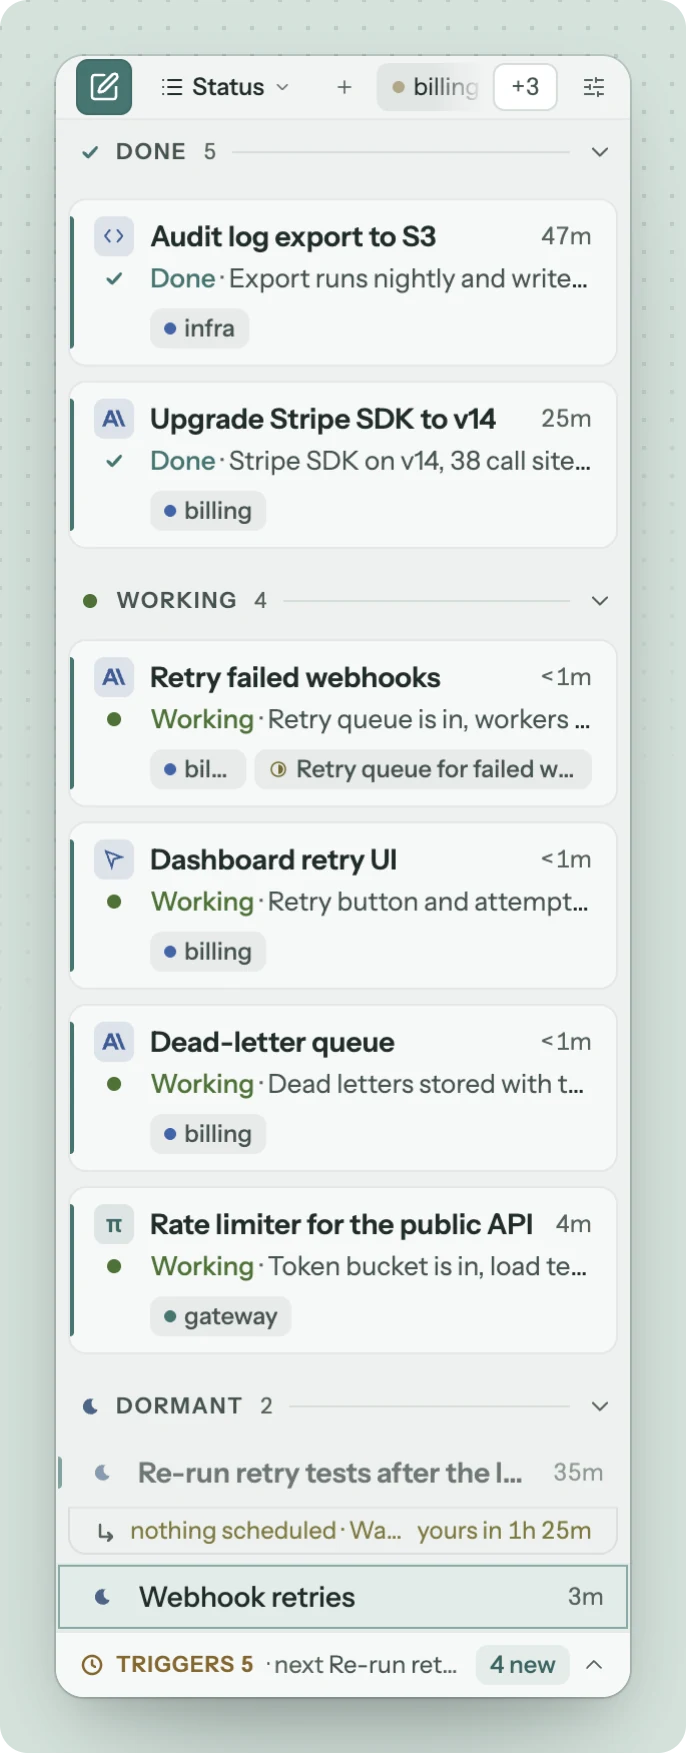 Status + billing +3
DONE 5
Audit log export to S3 47m
Done · Export runs nightly and write...
infra
Upgrade Stripe SDK to v14 25m
Done · Stripe SDK on v14, 38 call site...
billing
WORKING 4
Retry failed webhooks <1m
Working · Retry queue is in, workers ...
bil... Retry queue for failed w...
Dashboard retry UI <1m
Working · Retry button and attempt...
billing
Dead-letter queue <1m
Working · Dead letters stored with t...
billing
π Rate limiter for the public API 4m
Working · Token bucket is in, load te...
gateway
DORMANT 2
Re-run retry tests after the l... 35m
nothing scheduled · Wa... yours in 1h 25m
Webhook retries 3m
TRIGGERS 5 · next Re-run ret... 4 new